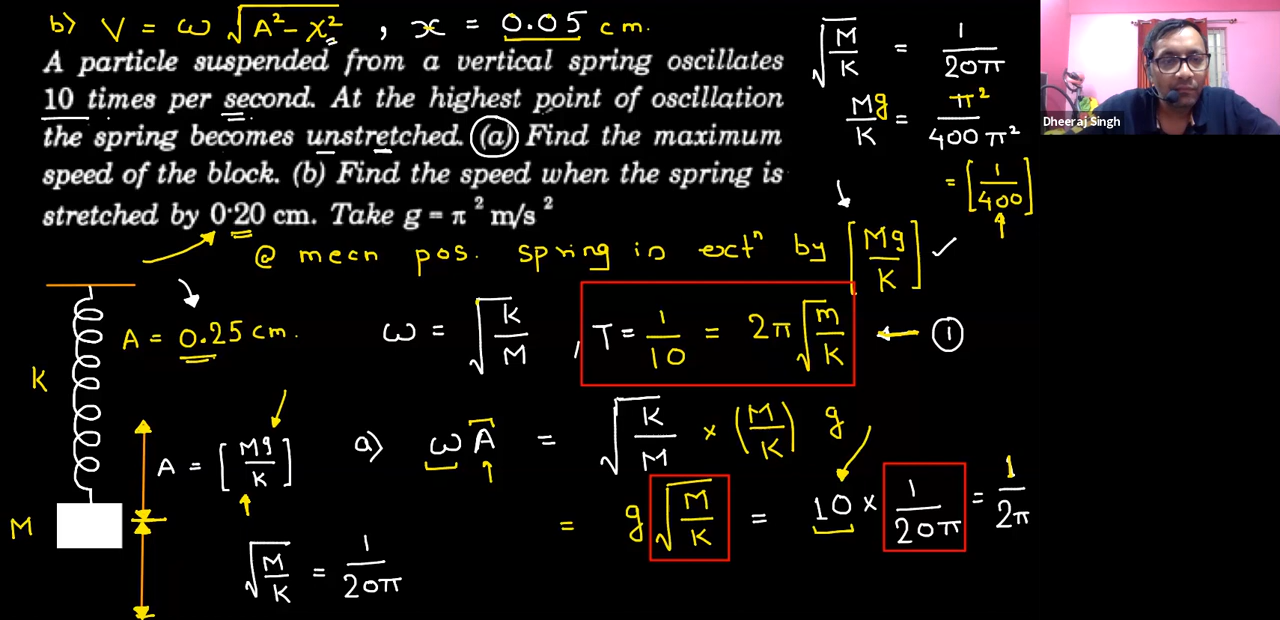 b) V = ω √(A² − x²) , x = 0.05 cm.
A particle suspended from a vertical spring oscillates
10 times per second. At the highest point of oscillation
the spring becomes unstretched. (a) Find the maximum
speed of the block. (b) Find the speed when the spring is
stretched by 0·20 cm. Take g = π² m/s²
@ mean pos. spring is extⁿ by [Mg/K] ✓
√(M/K) = 1/20π
Mg/K = π²/400π²
= [1/400]
Dheeraj Singh
A = 0.25 cm.
ω = √(K/M) , T = 1/10 = 2π √(m/K) ← ①
K
A = [Mg/K]
a) ωA = √(K/M) × (M/K) g
= g √(M/K) = 10 × 1/20π = 1/2π
M
√(M/K) = 1/20π